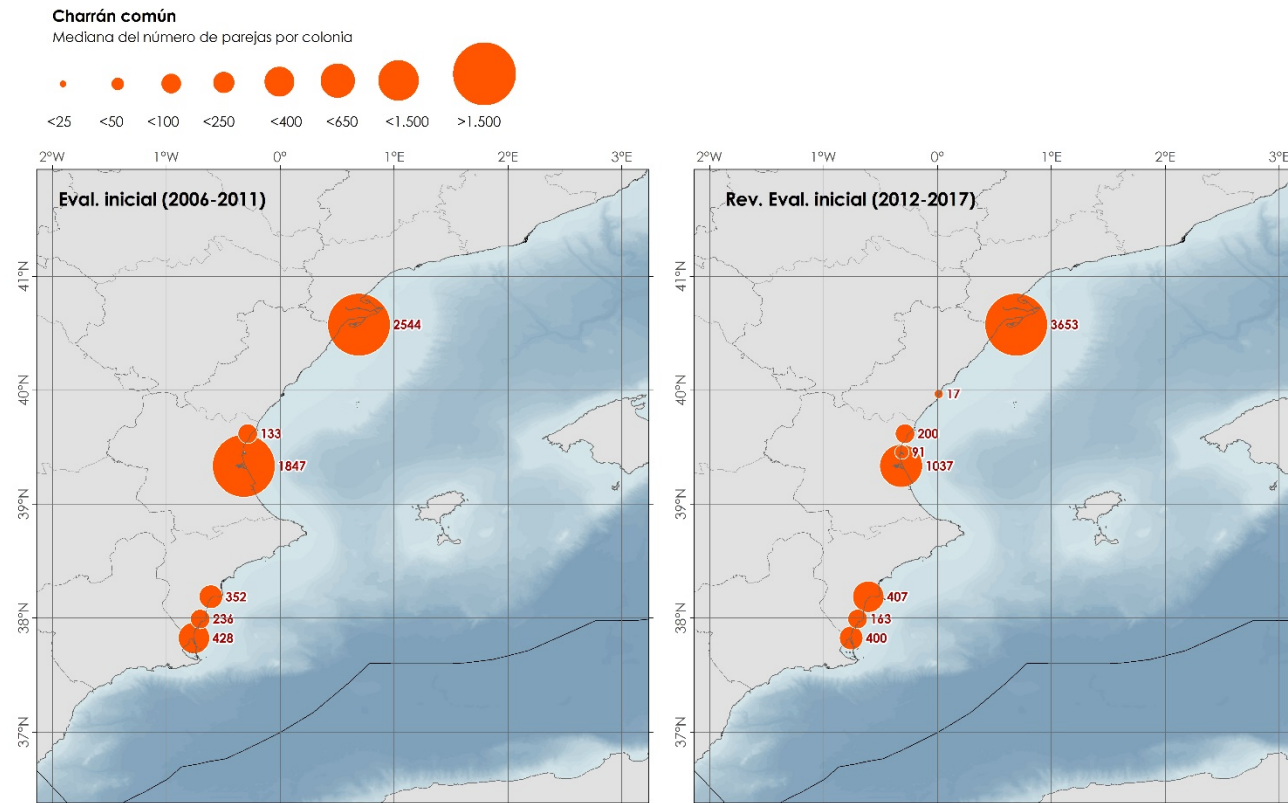 Charrán común
Mediana del número de parejas por colonia
<25 <50 <100 <250 <400 <650 <1.500 >1.500
2°W 1°W 0° 1°E 2°E 3°E
Eval. inicial (2006-2011)
41°N
2544
40°N
133
1847
39°N
352
38°N
236
428
37°N
2°W 1°W 0° 1°E 2°E 3°E
Rev. Eval. inicial (2012-2017)
41°N
3653
40°N
17
200
91
1037
39°N
407
38°N
163
400
37°N